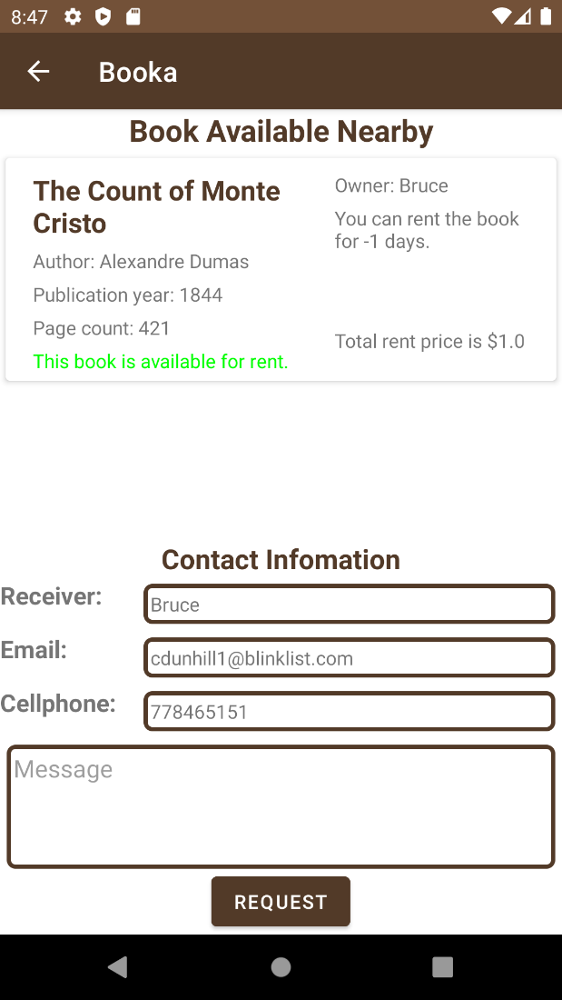 8:47
Booka
Book Available Nearby
The Count of Monte
Cristo
Author: Alexandre Dumas
Publication year: 1844
Page count: 421
This book is available for rent.
Owner: Bruce
You can rent the book
for -1 days.
Total rent price is $1.0
Contact Infomation
Receiver:
Bruce
Email:
cdunhill1@blinklist.com
Cellphone:
778465151
Message
REQUEST